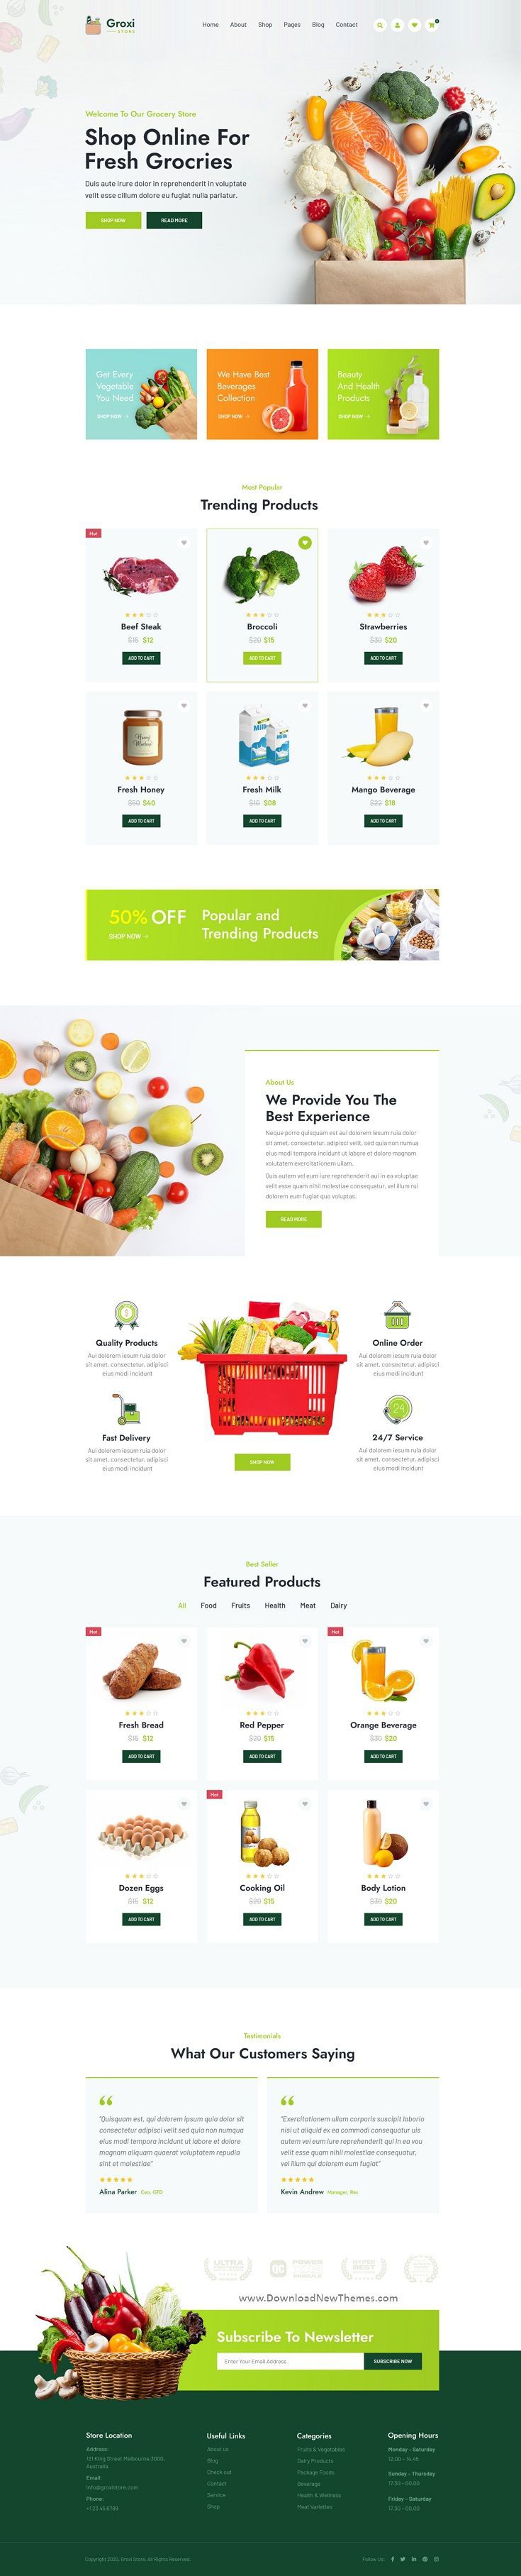 Groxi
STORE
Home About Shop Pages Blog Contact
Welcome To Our Grocery Store
Shop Online For
Fresh Grocries
Duis aute irure dolor in reprehenderit in voluptate
velit esse cillum dolore eu fugiat nulla pariatur.
SHOP NOW
READ MORE
Get Every
Vegetable
You Need
SHOP NOW →
We Have Best
Beverages
Collection
SHOP NOW →
Beauty
And Health
Products
SHOP NOW →
Most Popular
Trending Products
Hot
Beef Steak
$15 $12
ADD TO CART
Broccoli
$20 $15
ADD TO CART
Strawberries
$30 $20
ADD TO CART
Fresh Honey
$50 $40
ADD TO CART
Milk
Fresh Milk
$10 $08
ADD TO CART
Mango Beverage
$22 $18
ADD TO CART
50% OFF
SHOP NOW →
Popular and
Trending Products
About Us
We Provide You The
Best Experience
Neque porro quisquam est aui dolorem iesum ruia dolor
sit amet, consectetur, adipisci velit, sed quia non numua
eius modi tempora incidunt ut labore et dolore magnam
volutatem exercitationem ullam.
Quis autem vel eum iure reprehenderit aui in ea voluptae
velit esse quam nihil molestiae consequatur, vel illum rui
dolorem eum fugiat quo voluptas.
READ MORE
Quality Products
Aui dolorem iesum ruia dolor
sit amet, consectetur, adipisci
eius modi incidunt
Online Order
Aui dolorem iesum ruia dolor
sit amet, consectetur, adipisci
eius modi incidunt
Fast Delivery
Aui dolorem iesum ruia dolor
sit amet, consectetur, adipisci
eius modi incidunt
24
24/7 Service
Aui dolorem iesum ruia dolor
sit amet, consectetur, adipisci
eius modi incidunt
SHOP NOW
Best Seller
Featured Products
All Food Fruits Health Meat Dairy
Hot
Fresh Bread
$15 $12
ADD TO CART
Red Pepper
$20 $15
ADD TO CART
Hot
Orange Beverage
$30 $20
ADD TO CART
Dozen Eggs
$15 $12
ADD TO CART
Hot
Cooking Oil
$20 $15
ADD TO CART
Body Lotion
$30 $20
ADD TO CART
Testimonials
What Our Customers Saying
"Quisquam est, qui dolorem ipsum quia dolor sit
consectetur adipisci velit sed quia non numqua
eius modi tempora incidunt ut labore et dolore
magnam aliquam quaerat voluptatem repudia
sint et molestiae"
Alina Parker Ceo, GTG
"Exercitationem ullam corporis suscipit laborio
nisi ut aliquid ex ea commodi consequatur uis
autem vel eum iure reprehenderit qui in ea vou
velit esse quam nihil molestiae consequatur,
vel illum qui dolorem eum fugiat"
Kevin Andrew Manager, Rex
ULTRA
QC POWER
BEST
www.DownloadNewThemes.com
Subscribe To Newsletter
Enter Your Email Address
SUBSCRIBE NOW
Store Location
Address:
121 King Street Melbourne,3000,
Australia
Email:
info@groxistore.com
Phone:
+1 23 45 6789
Useful Links
About us
Blog
Check out
Contact
Service
Shop
Categories
Fruits & Vegetables
Dairy Products
Package Foods
Beverage
Health & Wellness
Meat Varieties
Opening Hours
Monday - Saturday
12.00 - 14.45
Sunday - Thursday
17.30 - 00.00
Friday - Saturday
17.30 - 00.00
Copyright 2020, Groxi Store. All Rights Reserved.
Follow Us: